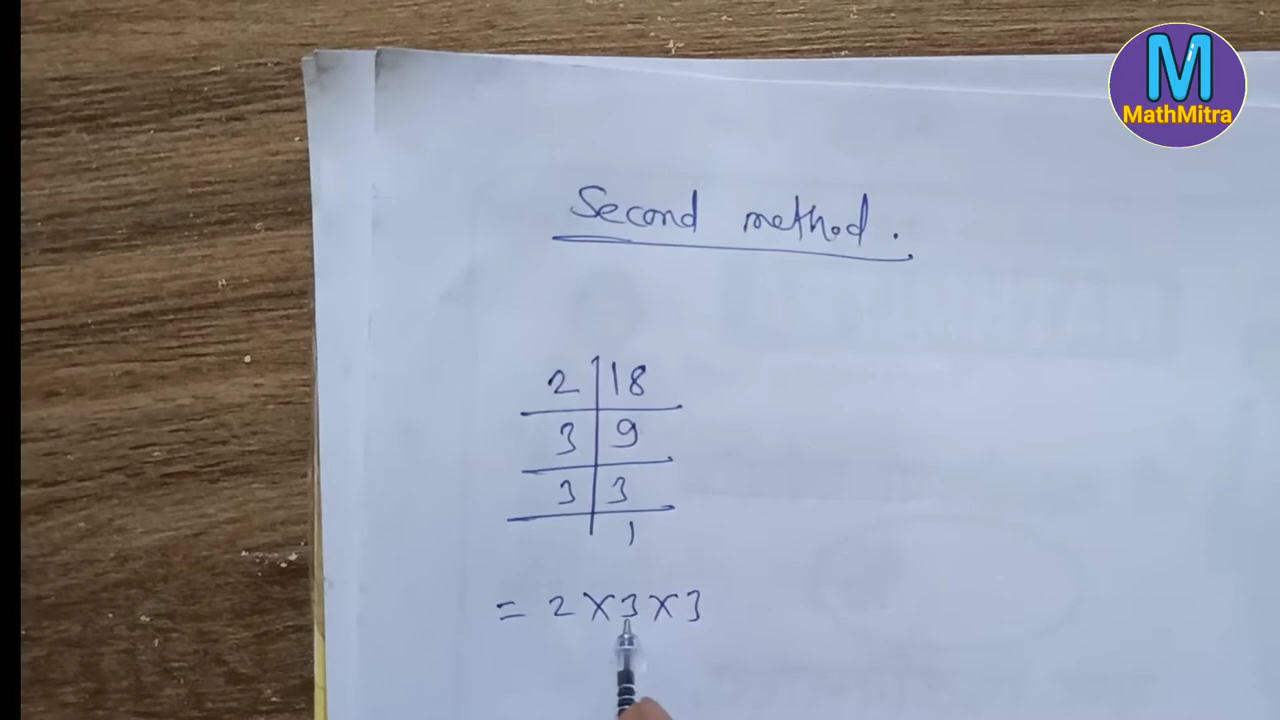 M
MathMitra
Second method.
2 | 18
3 | 9
3 | 3
1
= 2 X 3 X 3